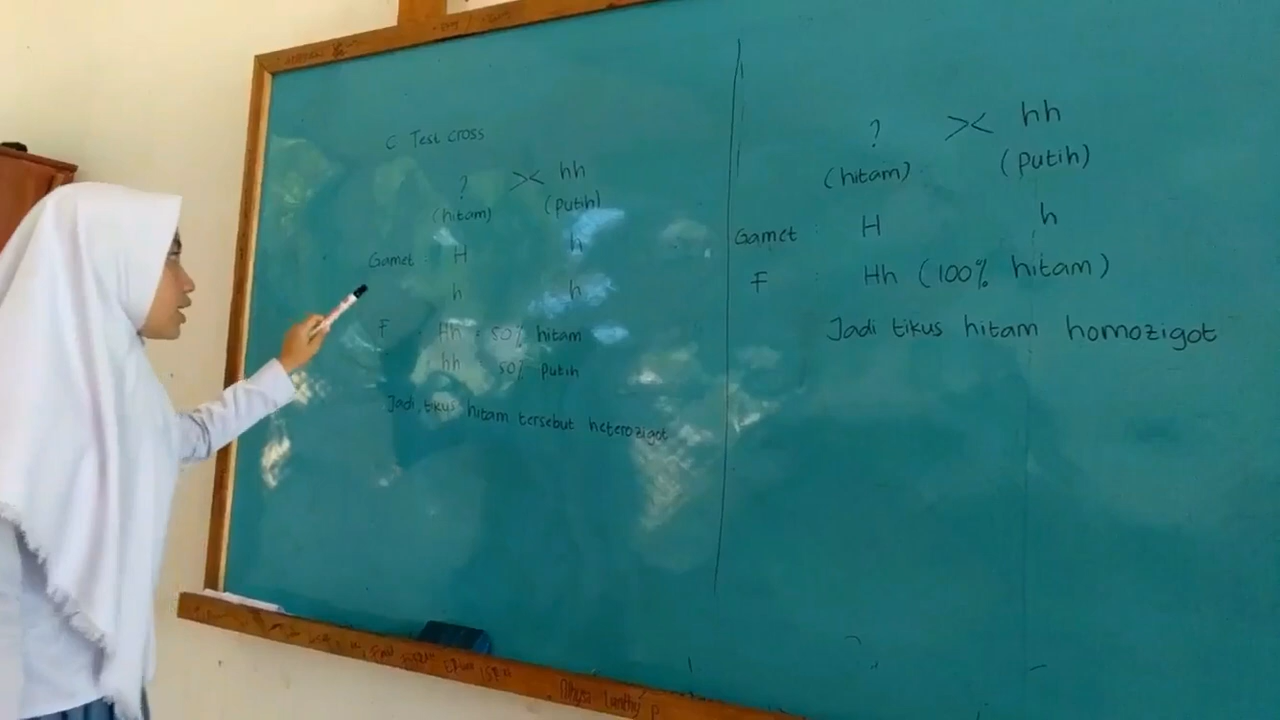 C Test cross
? >< hh
(hitam) (putih)
Gamet : H h
h h
F : Hh = 50% hitam
hh = 50% putih
Jadi tikus hitam tersebut heterozigot
? >< hh
(hitam) (putih)
Gamet : H h
F : Hh (100% hitam)
Jadi tikus hitam homozigot